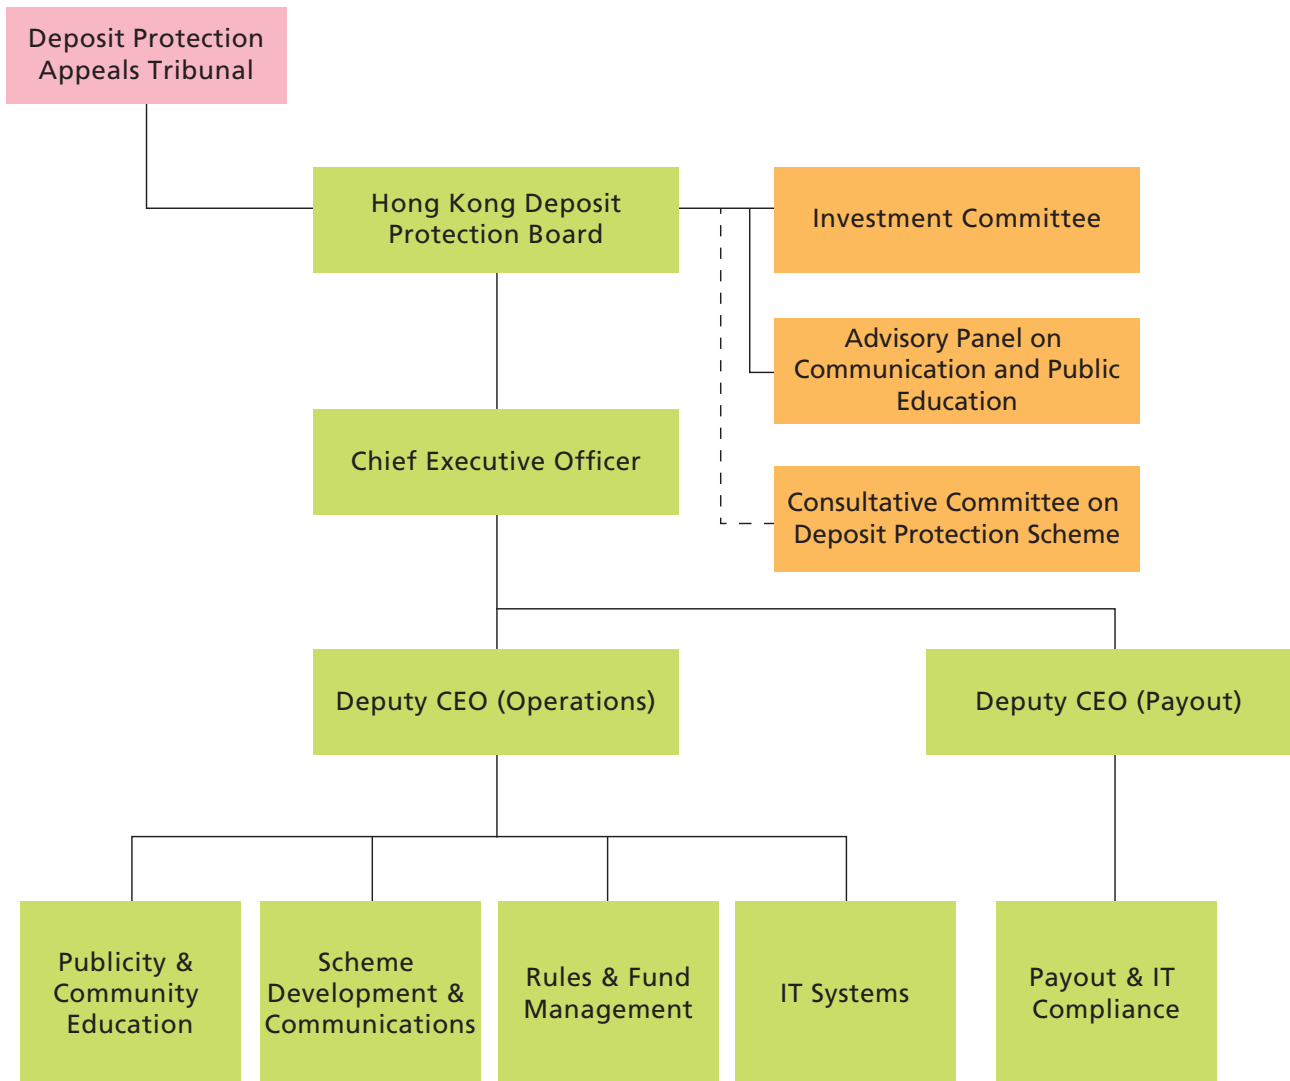 Deposit Protection
Appeals Tribunal
Hong Kong Deposit
Protection Board
Investment Committee
Advisory Panel on
Communication and Public
Education
Chief Executive Officer
Consultative Committee on
Deposit Protection Scheme
Deputy CEO (Operations)
Deputy CEO (Payout)
Publicity &
Community
Education
Scheme
Development &
Communications
Rules & Fund
Management
IT Systems
Payout & IT
Compliance